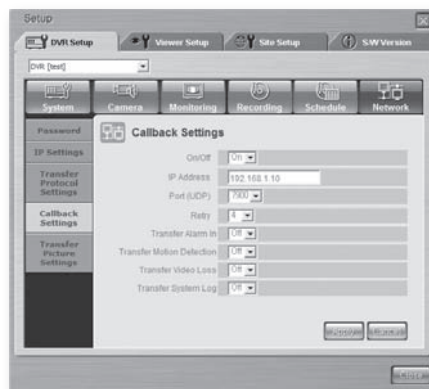 Setup
DVR Setup
Viewer Setup
Site Setup
S/W Version
DVR [test]
System
Camera
Monitoring
Recording
Schedule
Network
Password
IP Settings
Transfer
Protocol
Settings
Callback
Settings
Transfer
Picture
Settings
Callback Settings
On/Off On
IP Address 192.168.1.10
Port (UDP) 7900
Retry 4
Transfer Alarm In Off
Transfer Motion Detection Off
Transfer Video Loss Off
Transfer System Log Off
Apply
Cancel
Close